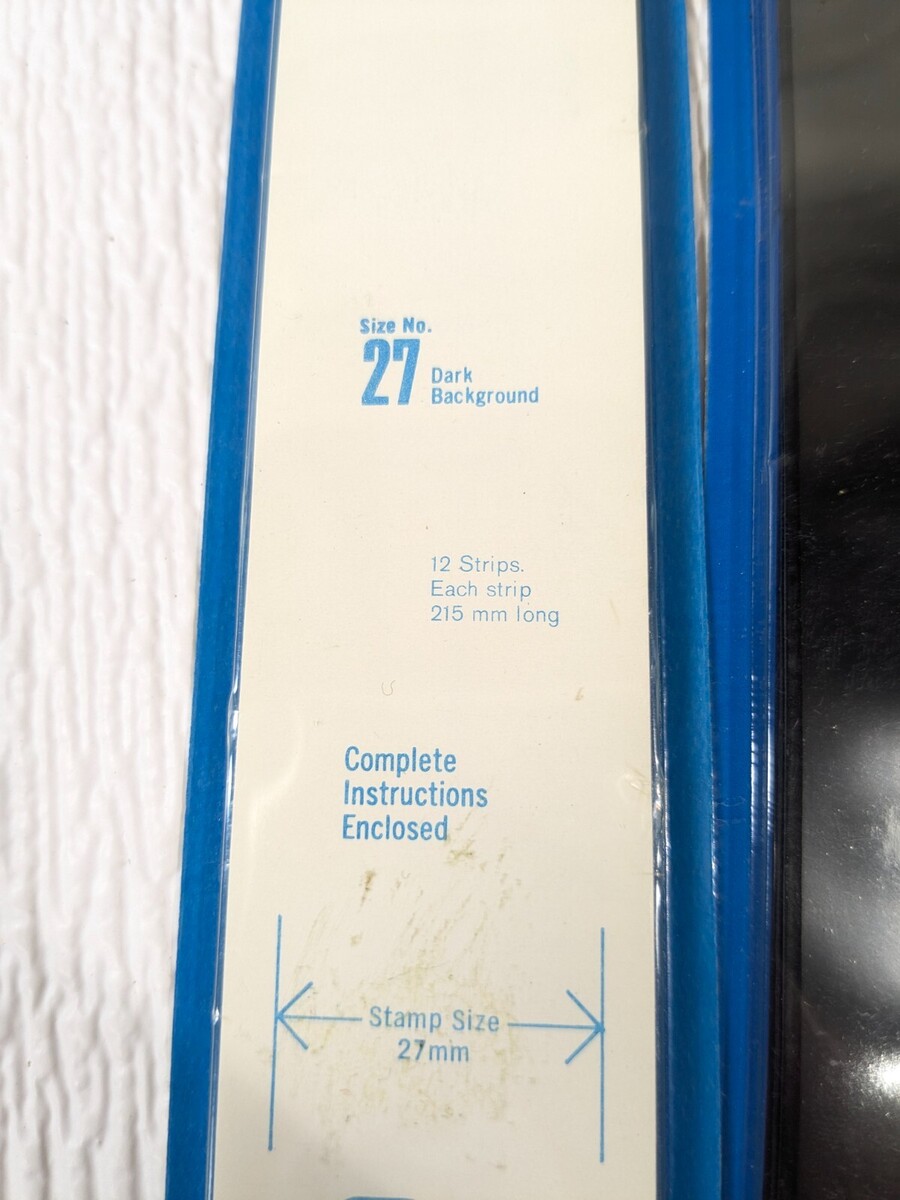 Size No.
27 Dark
Background
12 Strips.
Each strip
215 mm long
Complete
Instructions
Enclosed
Stamp Size
27mm